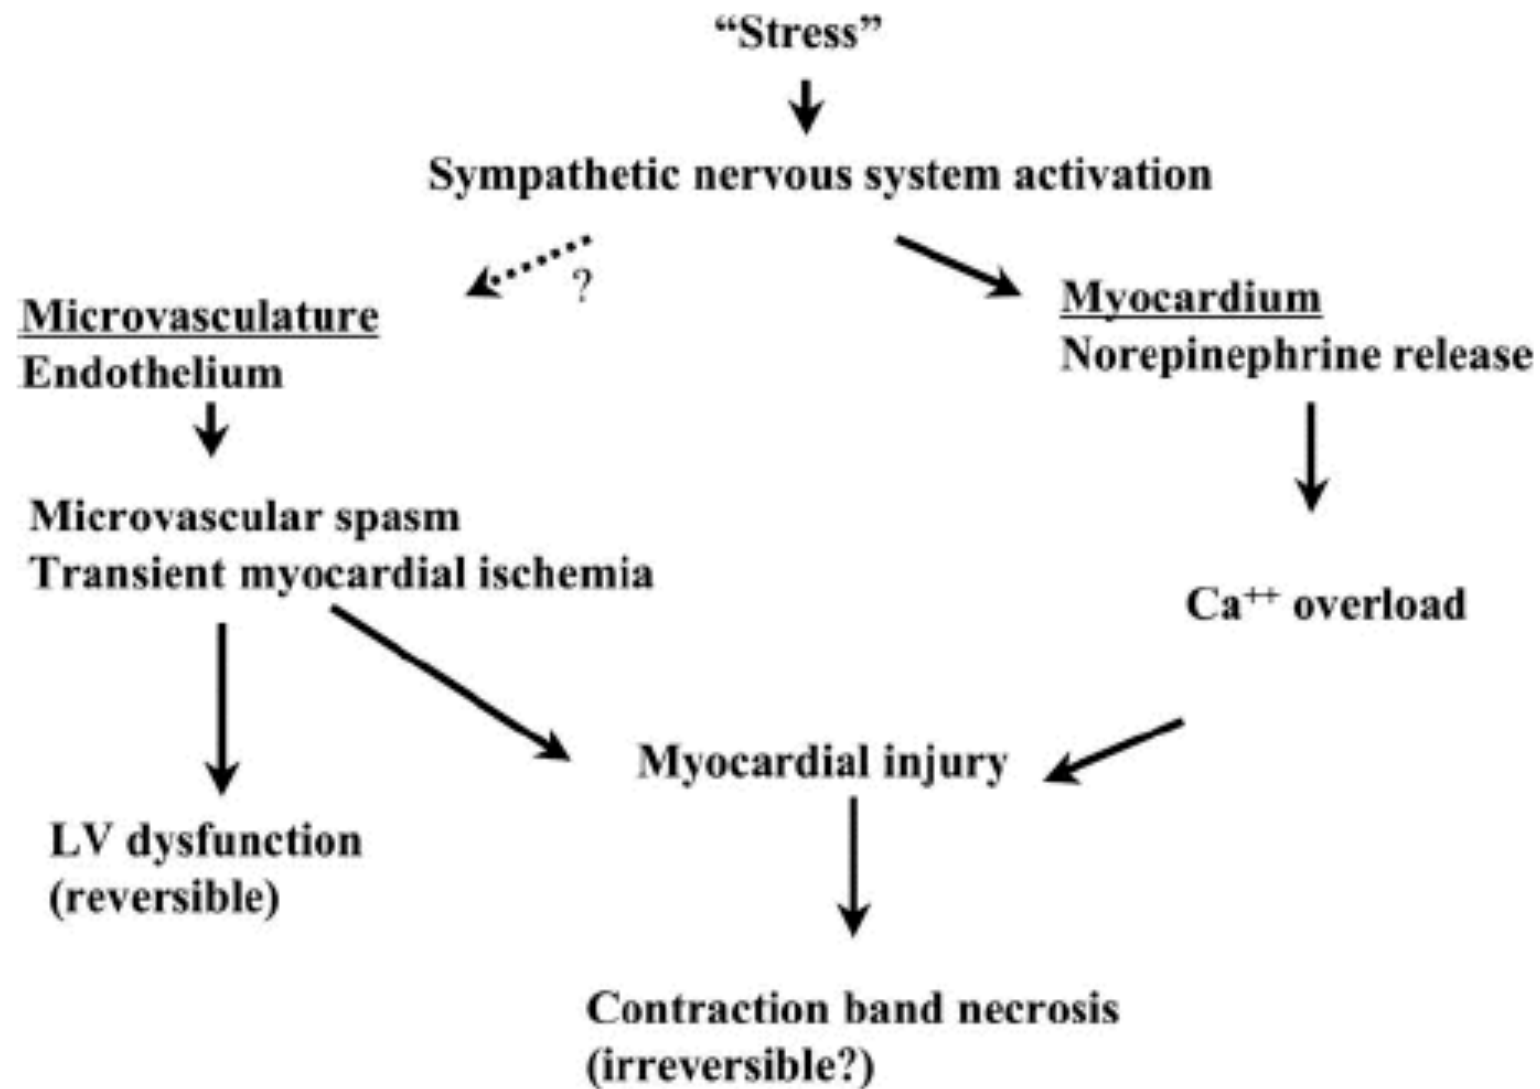 “Stress”
Sympathetic nervous system activation
?
Microvasculature
Endothelium
Myocardium
Norepinephrine release
Microvascular spasm
Transient myocardial ischemia
Ca⁺⁺ overload
Myocardial injury
LV dysfunction
(reversible)
Contraction band necrosis
(irreversible?)